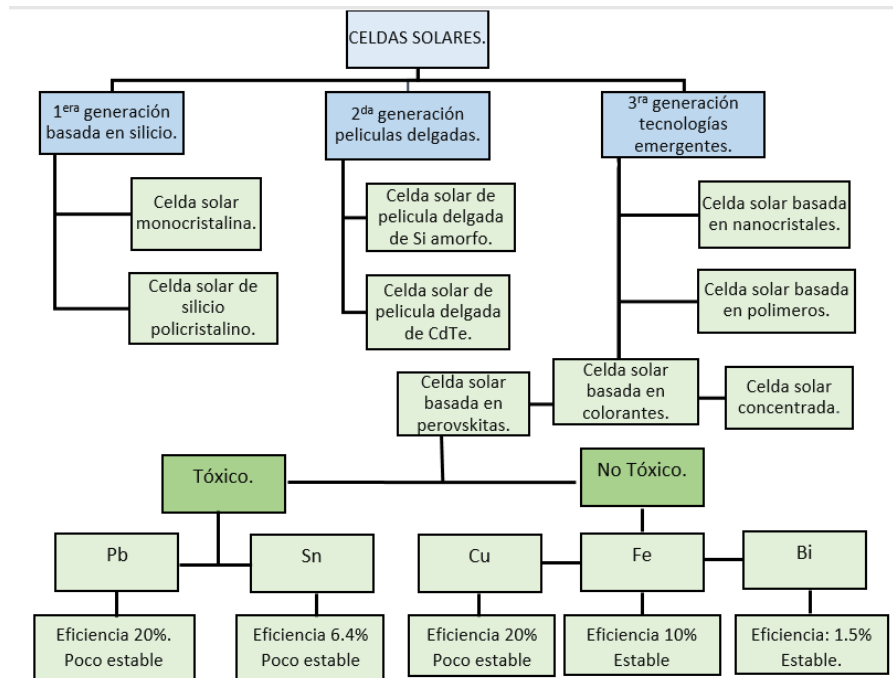 CELDAS SOLARES.
1era generación
basada en silicio.
2da generación
peliculas delgadas.
3ra generación
tecnologías
emergentes.
Celda solar
monocristalina.
Celda solar de
silicio
policristalino.
Celda solar de
pelicula delgada
de Si amorfo.
Celda solar de
pelicula delgada
de CdTe.
Celda solar basada
en nanocristales.
Celda solar basada
en polimeros.
Celda solar
basada en
perovskitas.
Celda solar
basada en
colorantes.
Celda solar
concentrada.
Tóxico.
No Tóxico.
Pb
Sn
Cu
Fe
Bi
Eficiencia 20%.
Poco estable
Eficiencia 6.4%
Poco estable
Eficiencia 20%
Poco estable
Eficiencia 10%
Estable
Eficiencia: 1.5%
Estable.